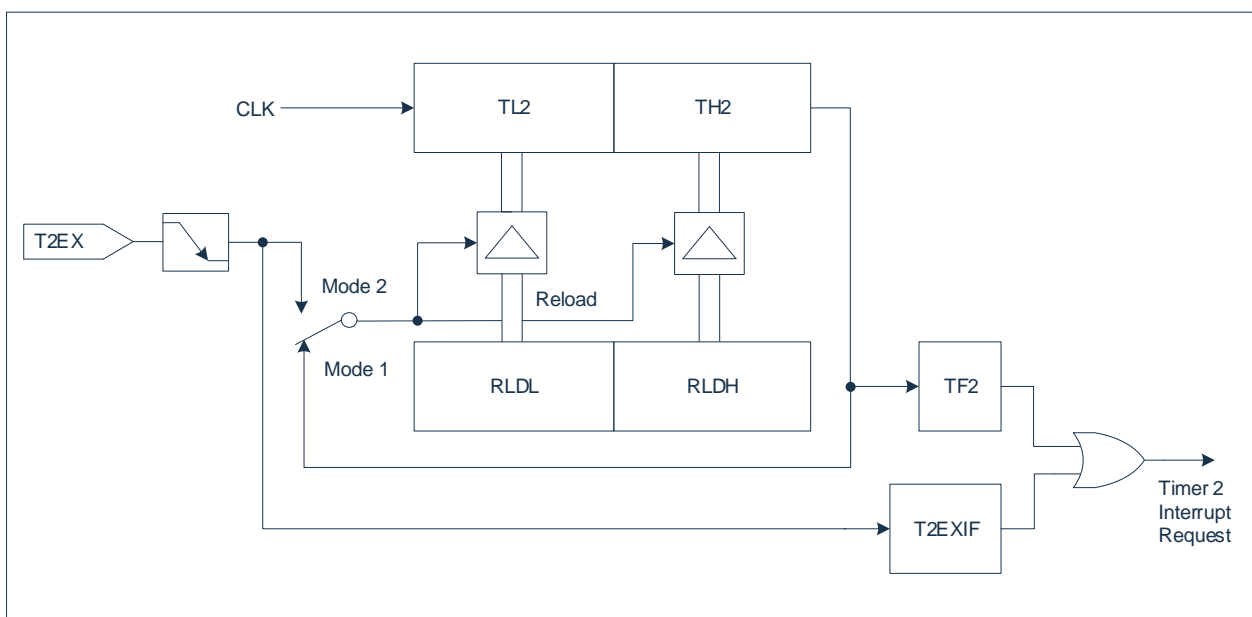 TL2
TH2
CLK
T2EX
Mode 2
Reload
Mode 1
RLDL
RLDH
TF2
T2EXIF
Timer 2
Interrupt
Request